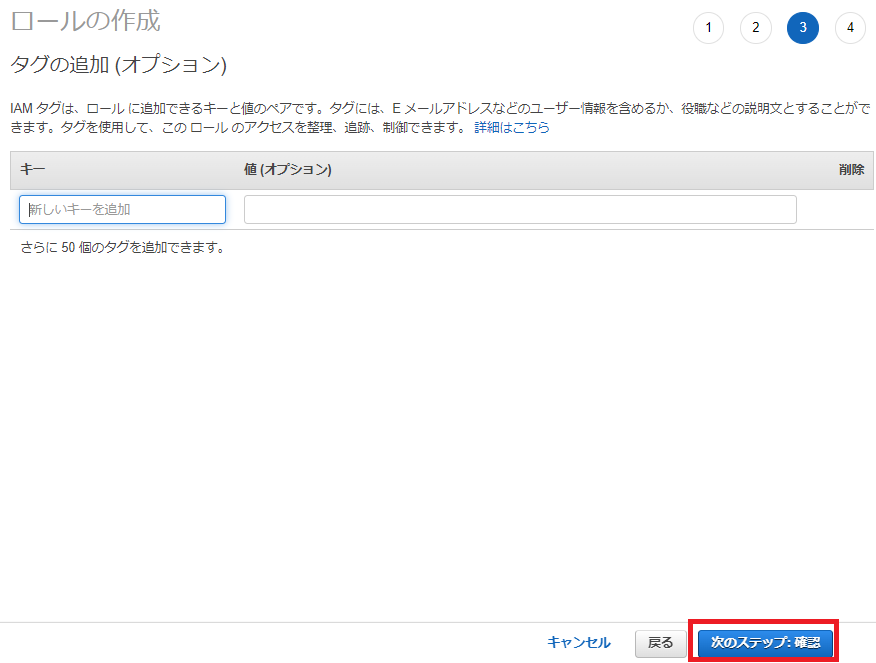 ロールの作成
1 2 3 4
タグの追加 (オプション)
IAM タグは、ロール に追加できるキーと値のペアです。タグには、E メールアドレスなどのユーザー情報を含めるか、役職などの説明文とすることがで
きます。タグを使用して、この ロール のアクセスを整理、追跡、制御できます。 詳細はこちら
キー 値 (オプション) 削除
新しいキーを追加
さらに 50 個のタグを追加できます。
キャンセル 戻る 次のステップ: 確認